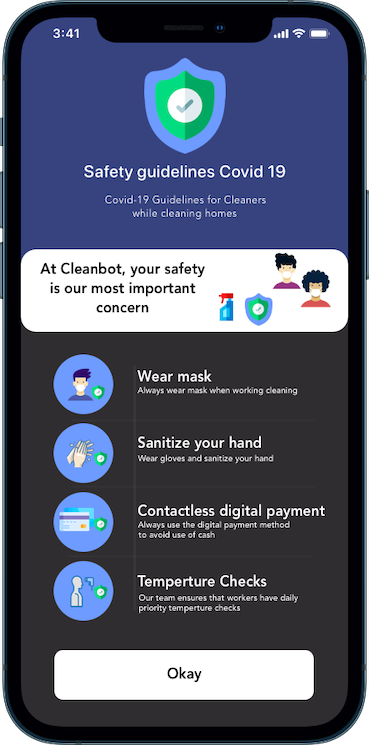 3:41
Safety guidelines Covid 19
Covid-19 Guidelines for Cleaners
while cleaning homes
At Cleanbot, your safety
is our most important
concern
Wear mask
Always wear mask when working cleaning
Sanitize your hand
Wear gloves and sanitize your hand
Contactless digital payment
Always use the digital payment method
to avoid use of cash
Temperture Checks
Our team ensures that workers have daily
priority temperture checks
Okay